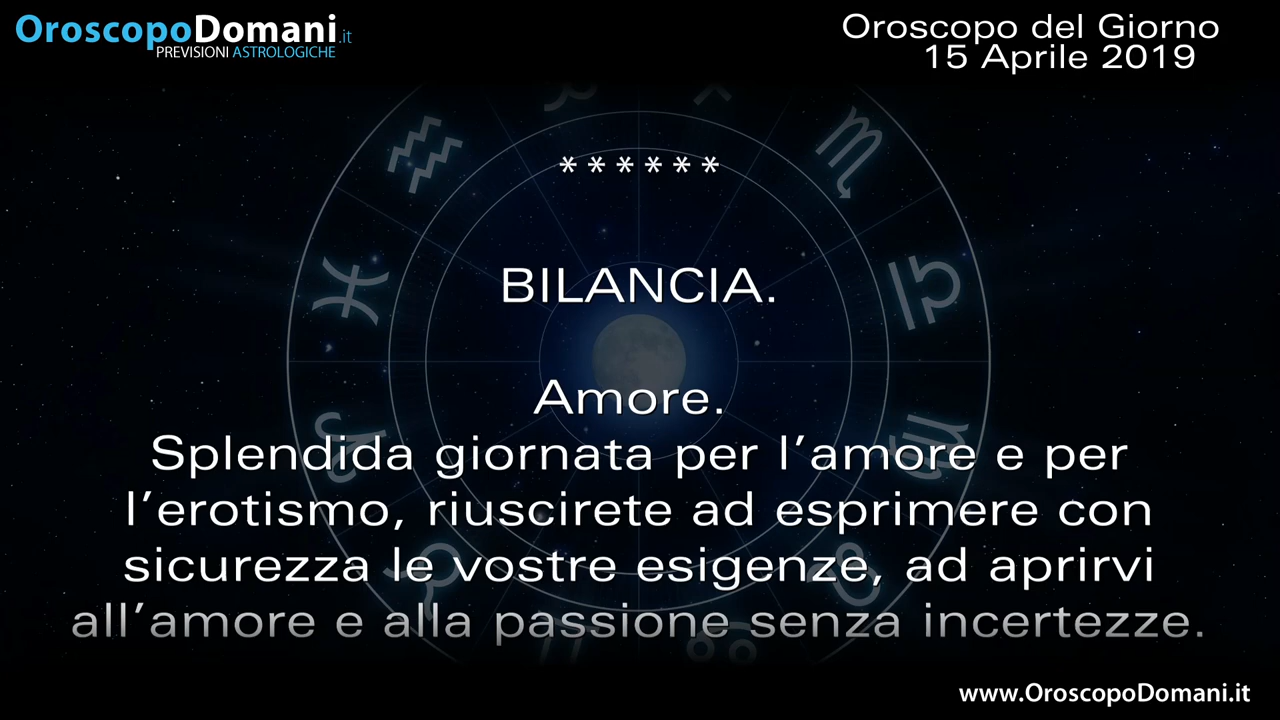 OroscopoDomani.it
PREVISIONI ASTROLOGICHE
Oroscopo del Giorno
15 Aprile 2019
******
BILANCIA.
Amore.
Splendida giornata per l’amore e per
l’erotismo, riuscirete ad esprimere con
sicurezza le vostre esigenze, ad aprirvi
all’amore e alla passione senza incertezze.
www.OroscopoDomani.it